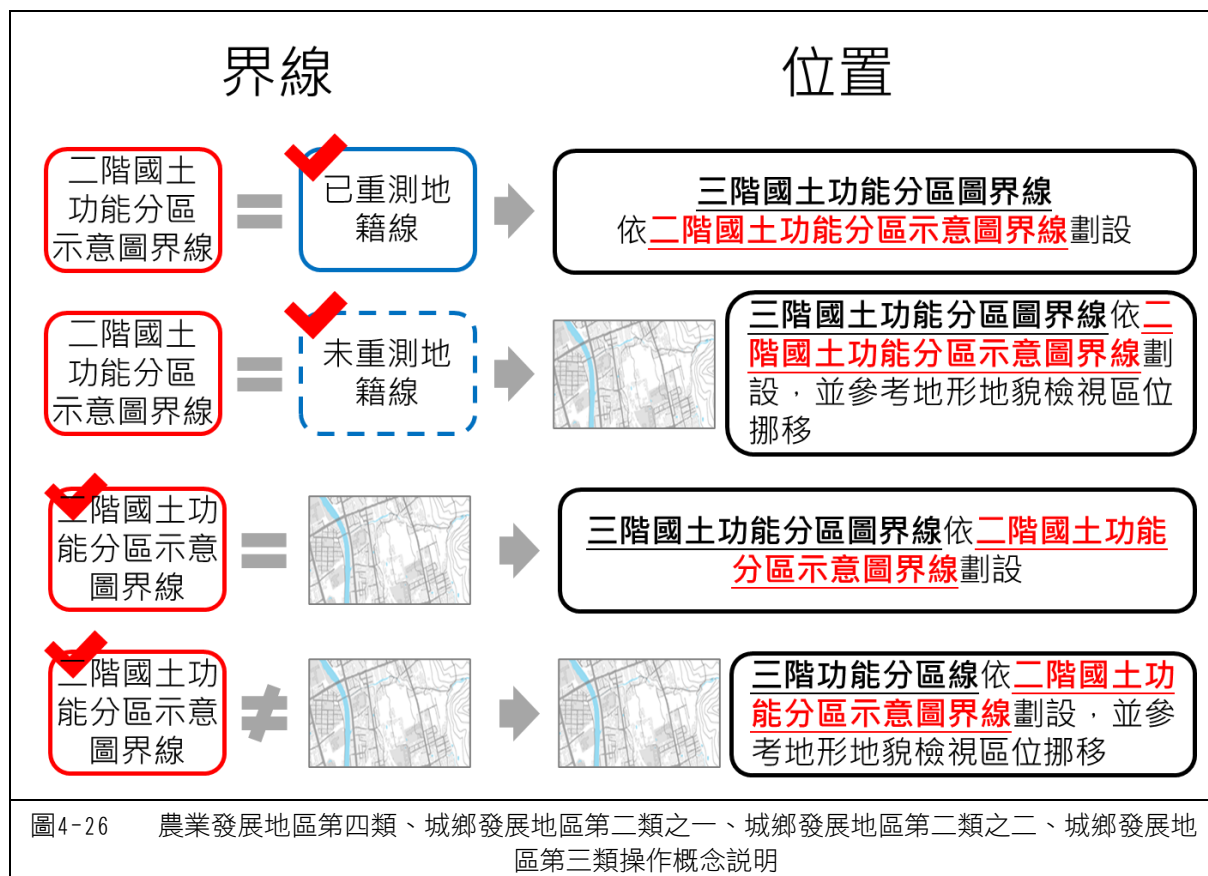 界線
位置
二階國土
功能分區
示意圖界線
=
已重測地
籍線
三階國土功能分區圖界線
依二階國土功能分區示意圖界線劃設
二階國土
功能分區
示意圖界線
=
未重測地
籍線
三階國土功能分區圖界線依二
階國土功能分區示意圖界線劃
設，並參考地形地貌檢視區位
挪移
二階國土功
能分區示意
圖界線
=
三階國土功能分區圖界線依二階國土功能
分區示意圖界線劃設
二階國土功
能分區示意
圖界線
≠
三階功能分區線依二階國土功
能分區示意圖界線劃設，並參
考地形地貌檢視區位挪移
圖4-26 農業發展地區第四類、城鄉發展地區第二類之一、城鄉發展地區第二類之二、城鄉發展地
區第三類操作概念說明